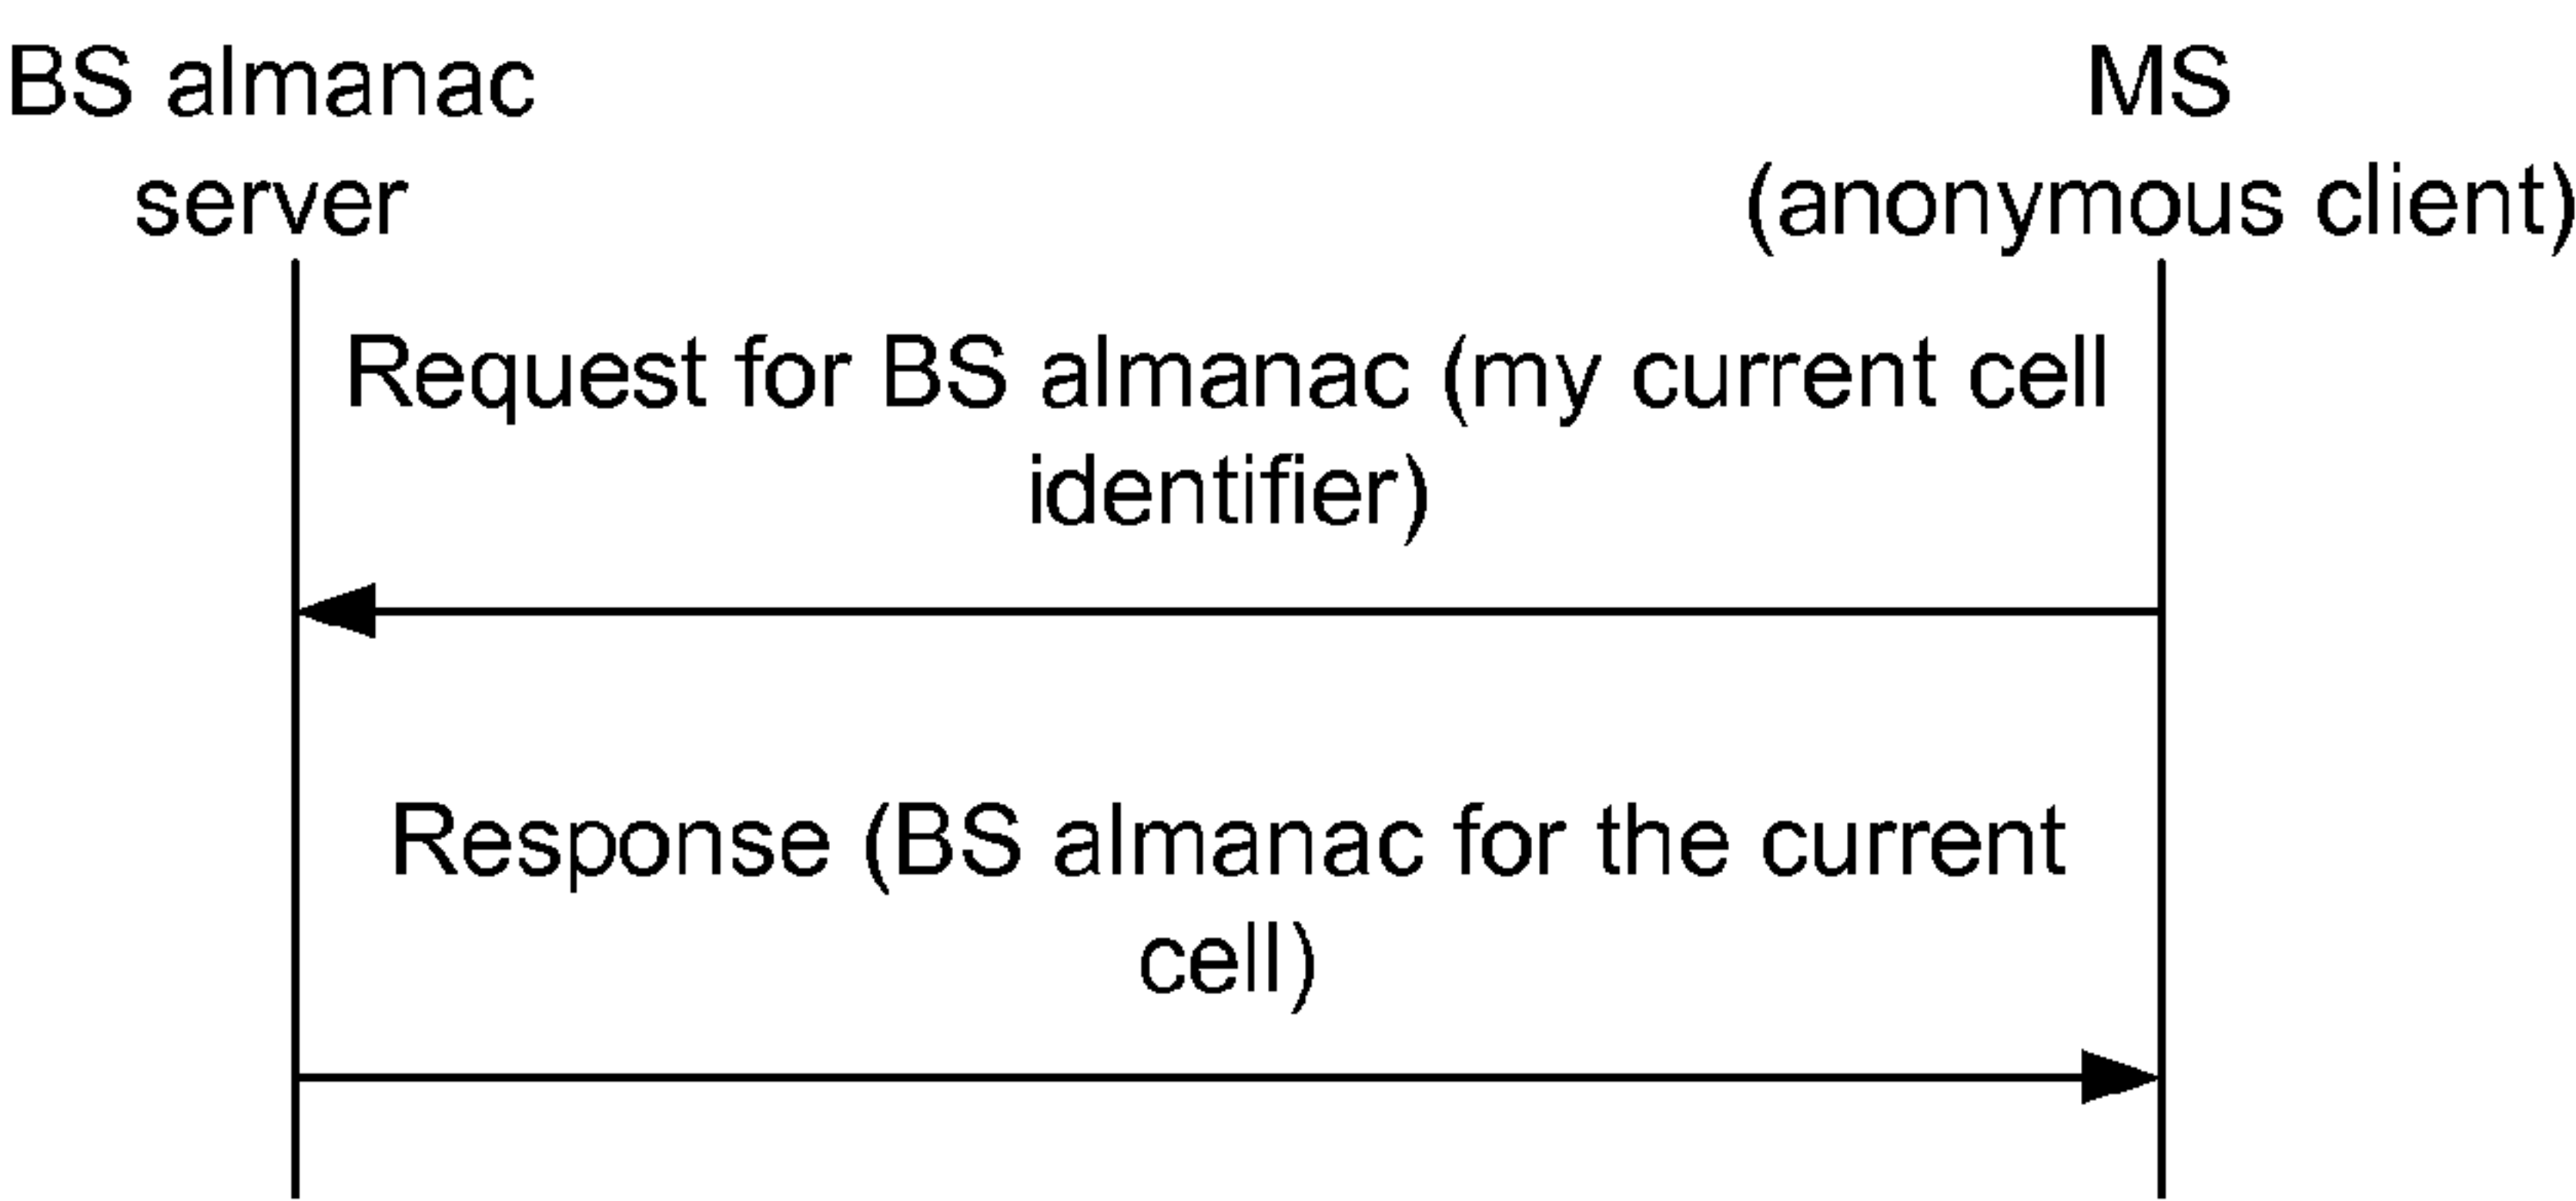 BS almanac
server
MS
(anonymous client)
Request for BS almanac (my current cell
identifier)
Response (BS almanac for the current
cell)